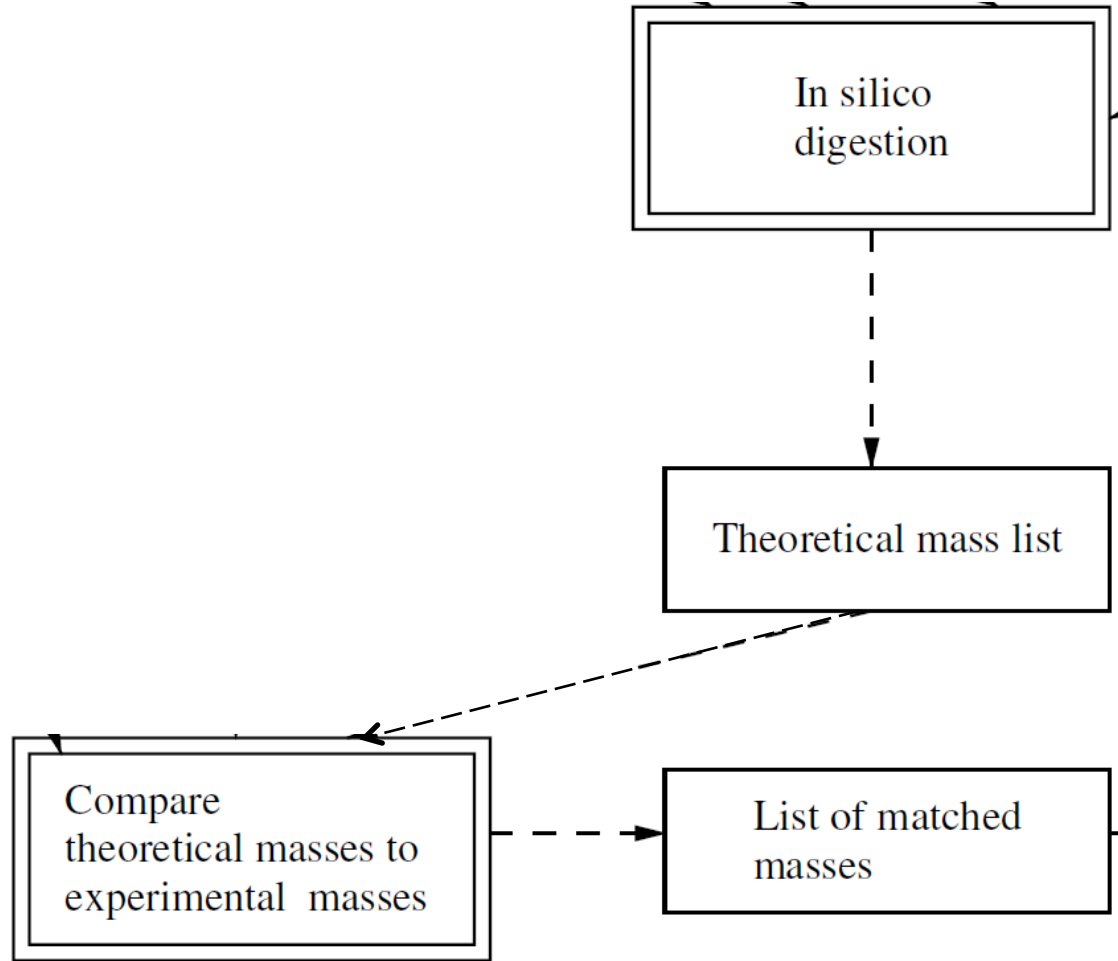 In silico
digestion
Theoretical mass list
Compare
theoretical masses to
experimental  masses
List of matched
masses